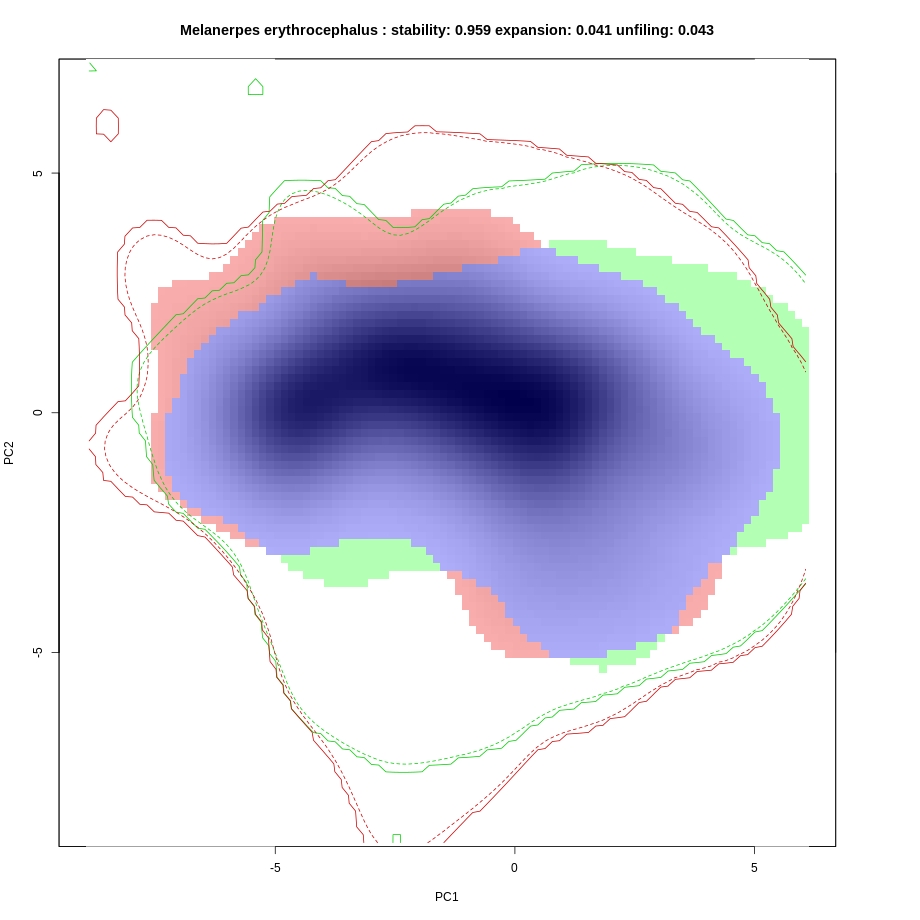 Melanerpes erythrocephalus : stability: 0.959 expansion: 0.041 unfiling: 0.043
5
0
-5
PC2
-5 0 5
PC1